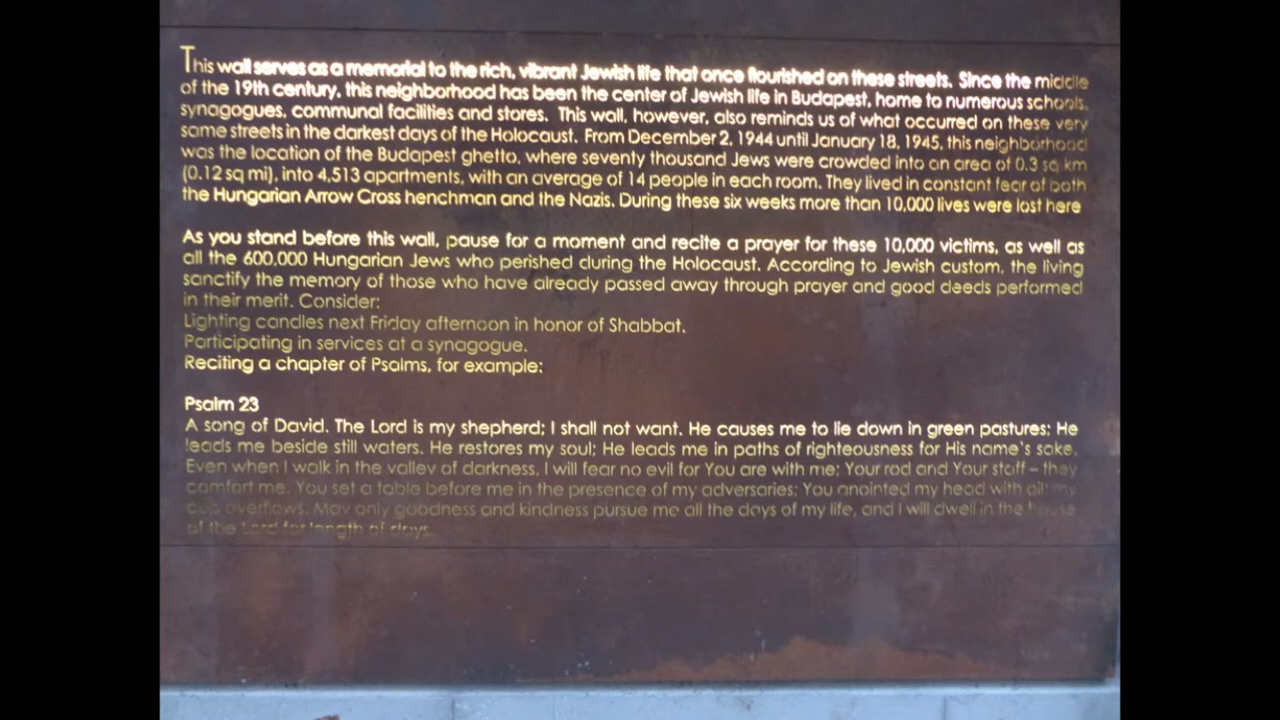 This wall serves as a memorial to the rich, vibrant Jewish life that once flourished on these streets. Since the middle
of the 19th century, this neighborhood has been the center of Jewish life in Budapest, home to numerous schools,
synagogues, communal facilities and stores. This wall, however, also reminds us of what occurred on these very
same streets in the darkest days of the Holocaust. From December 2, 1944 until January 18, 1945, this neighborhood
was the location of the Budapest ghetto, where seventy thousand Jews were crowded into an area of 0.3 sq km
(0.12 sq mi), into 4,513 apartments, with an average of 14 people in each room. They lived in constant fear of both
the Hungarian Arrow Cross henchman and the Nazis. During these six weeks more than 10,000 lives were lost here
As you stand before this wall, pause for a moment and recite a prayer for these 10,000 victims, as well as
all the 600,000 Hungarian Jews who perished during the Holocaust. According to Jewish custom, the living
sanctify the memory of those who have already passed away through prayer and good deeds performed
in their merit. Consider:
Lighting candles next Friday afternoon in honor of Shabbat.
Participating in services at a synagogue.
Reciting a chapter of Psalms, for example:
Psalm 23
A song of David. The Lord is my shepherd; I shall not want. He causes me to lie down in green pastures; He
leads me beside still waters. He restores my soul; He leads me in paths of righteousness for His name's sake.
Even when I walk in the valley of darkness, I will fear no evil for You are with me; Your rod and Your staff – they
comfort me. You set a table before me in the presence of my adversaries; You anointed my head with oil; my
cup overflows. May only goodness and kindness pursue me all the days of my life, and I will dwell in the house
of the Lord for length of days.